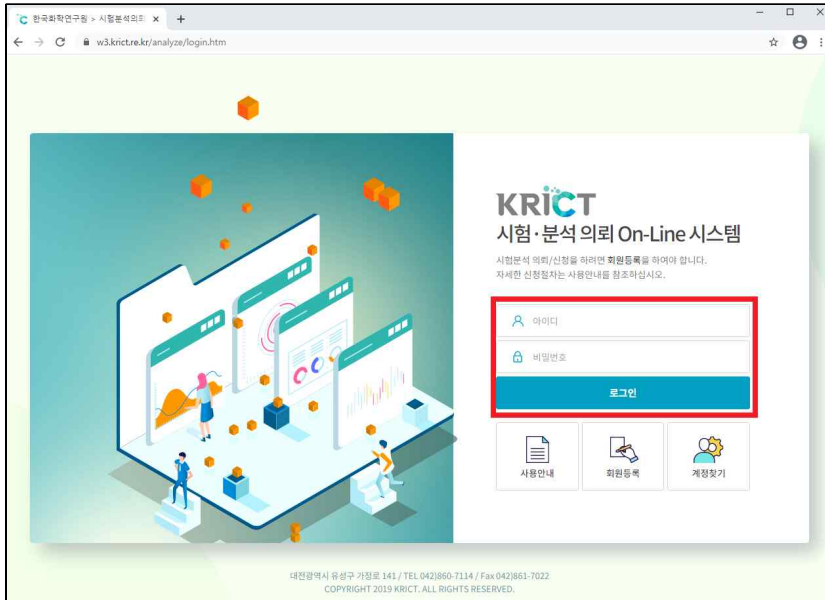 한국화학연구원 > 시험분석의뢰
w3.krict.re.kr/analyze/login.htm
KRICT
시험·분석 의뢰 On-Line 시스템
시험분석 의뢰/신청을 하려면 회원등록을 하여야 합니다.
자세한 신청절차는 사용안내를 참조하십시오.
아이디
비밀번호
로그인
사용안내 회원등록 계정찾기
대전광역시 유성구 가정로 141 / TEL 042)860-7114 / Fax 042)861-7022
COPYRIGHT 2019 KRICT. ALL RIGHTS RESERVED.